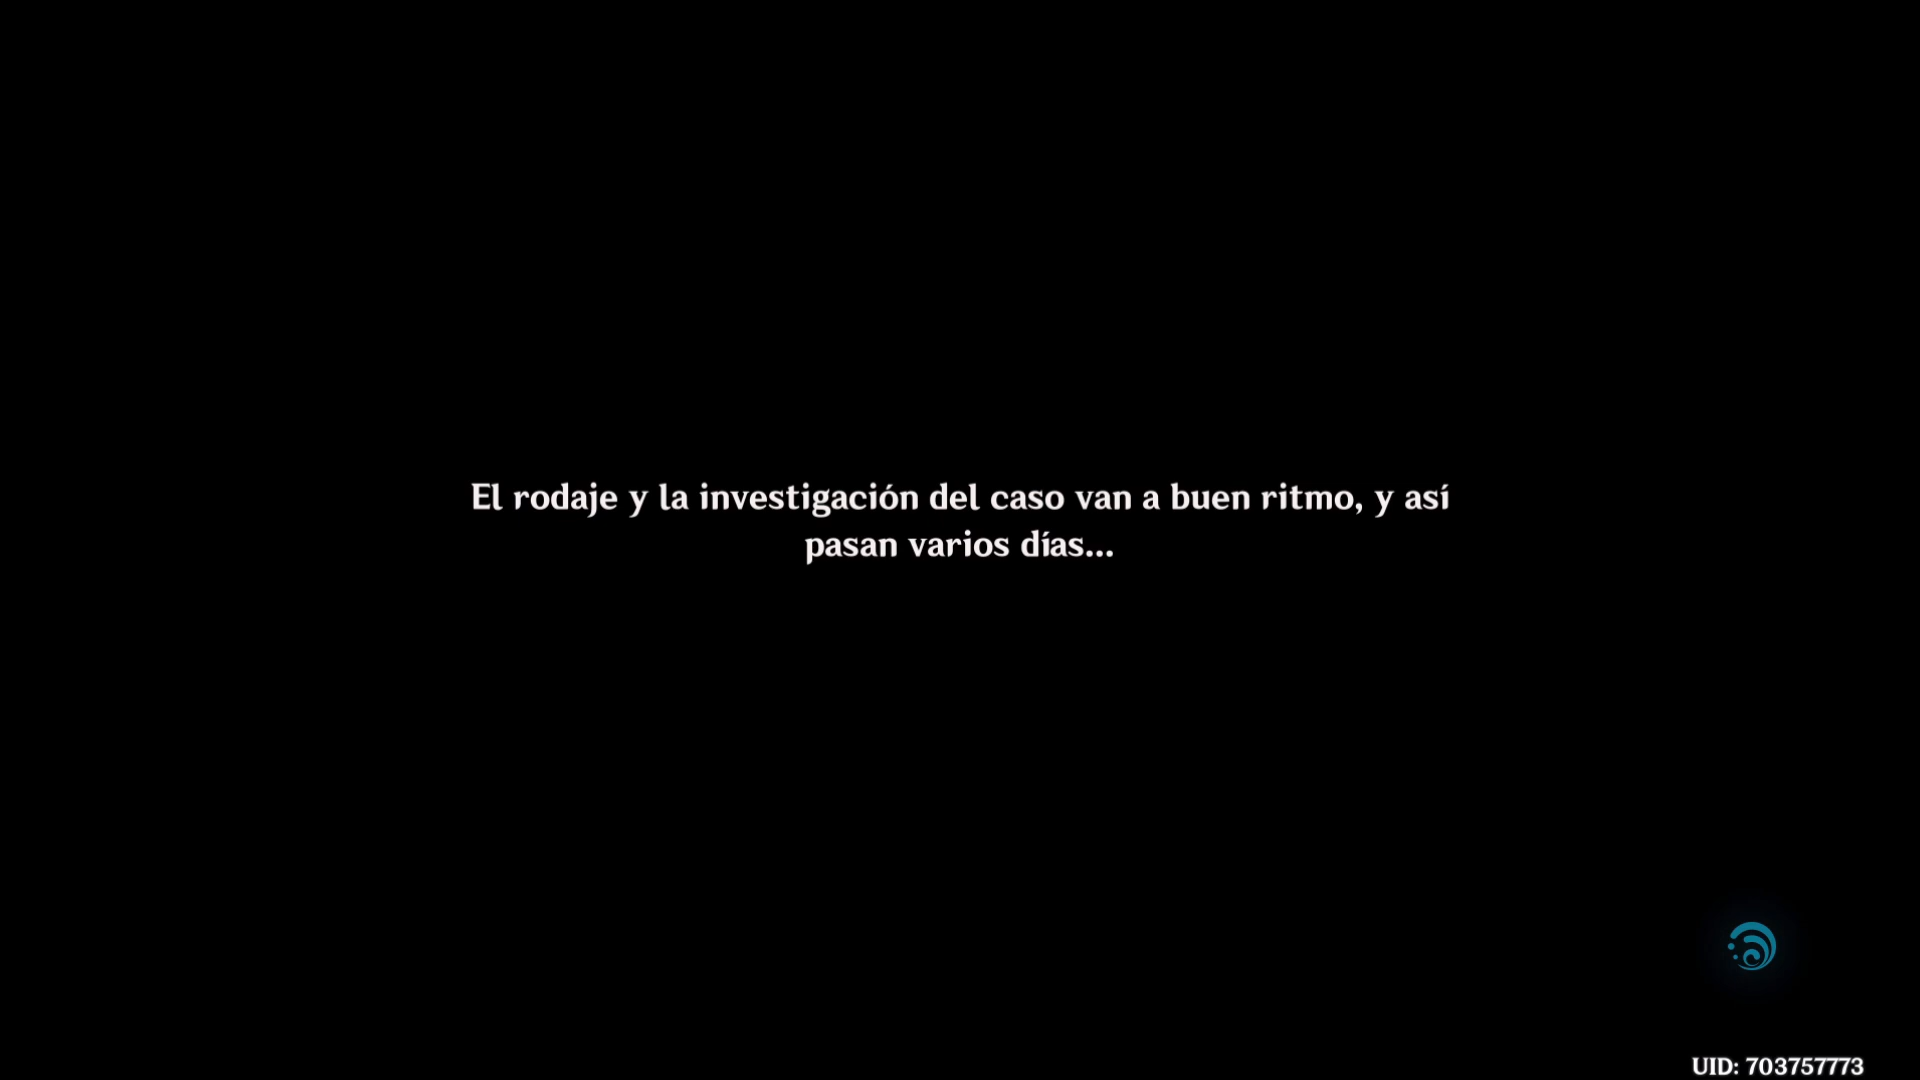 El rodaje y la investigación del caso van a buen ritmo, y así
pasan varios días...
UID: 703757773